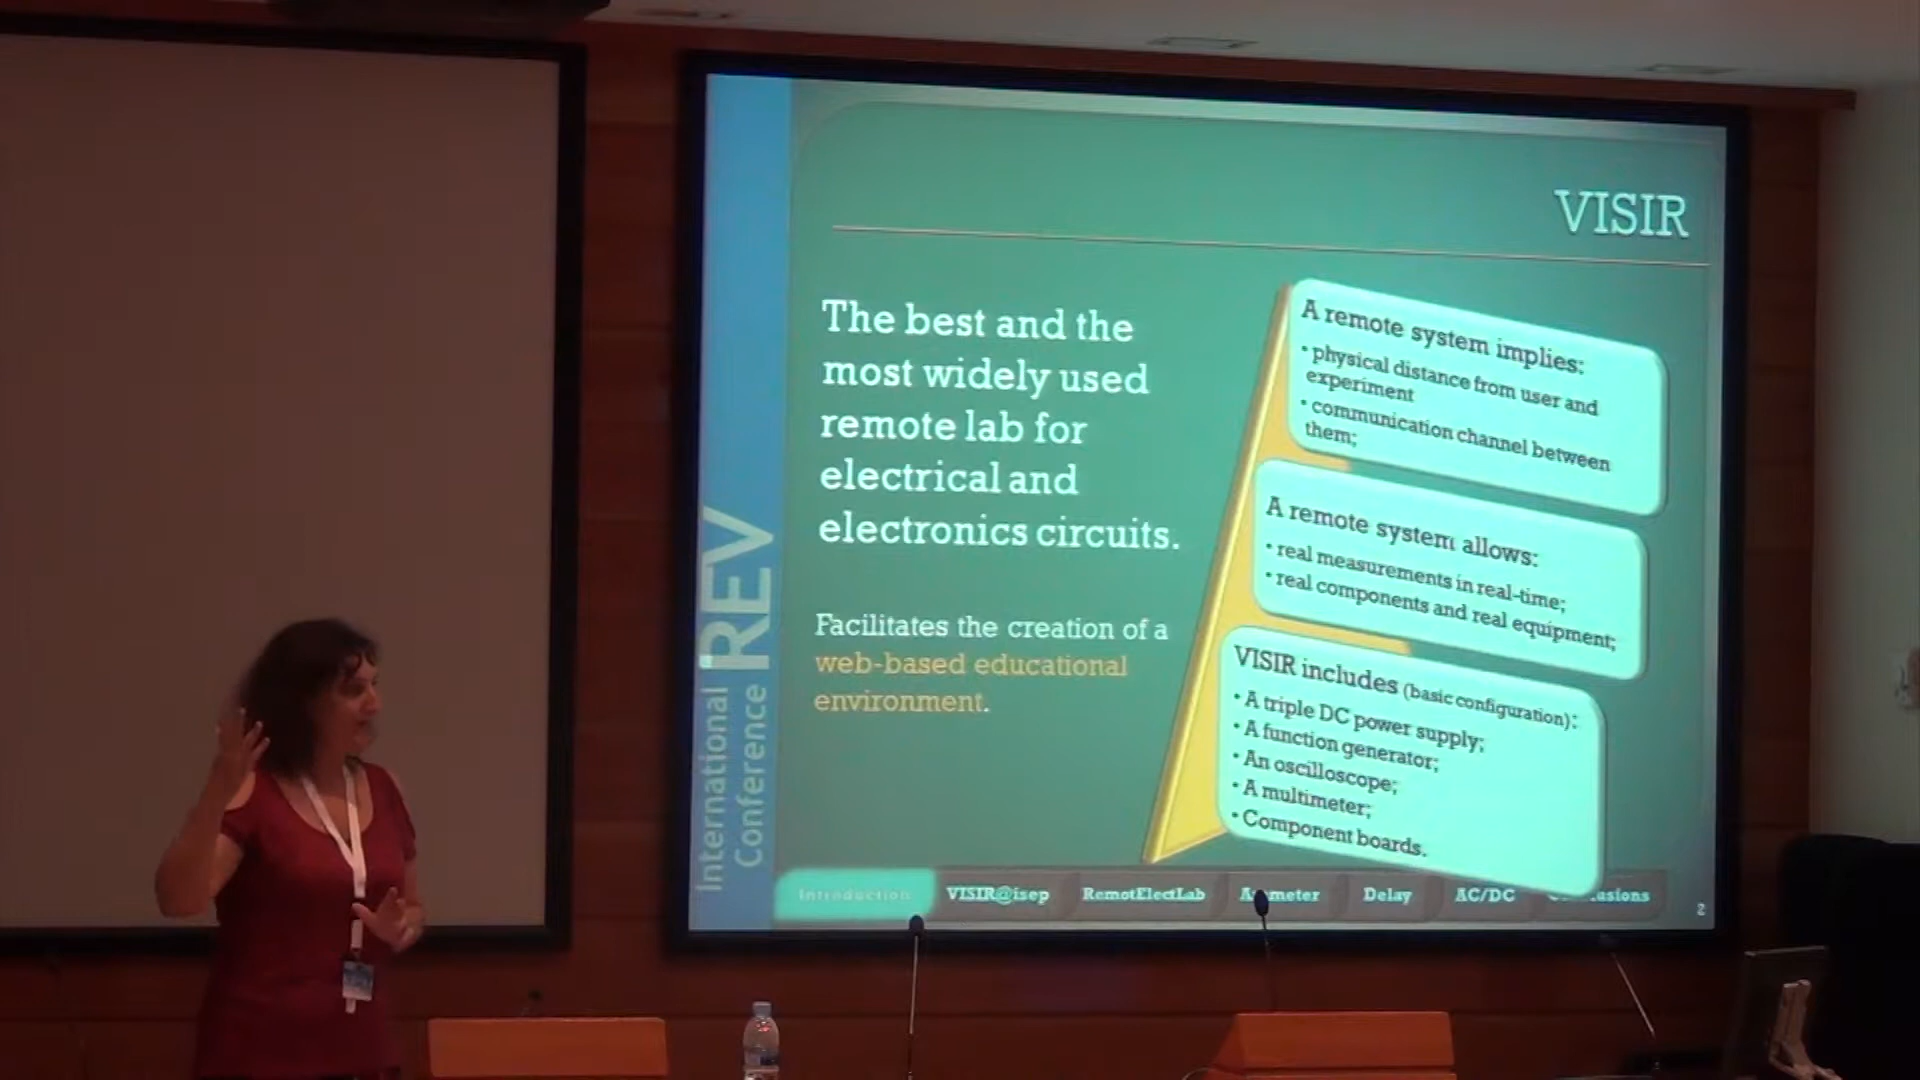 VISIR
The best and the
most widely used
remote lab for
electrical and
electronics circuits.
Facilitates the creation of a
web-based educational
environment.
A remote system implies:
• physical distance from user and
experiment
• communication channel between
them;
A remote system allows:
• real measurements in real-time;
• real components and real equipment;
VISIR includes (basic configuration):
• A triple DC power supply;
• A function generator;
• An oscilloscope;
• A multimeter;
• Component boards.
International
Conference
REV
Introduction
VISIR@isep
RemotElectLab
Delay
AC/DC
2